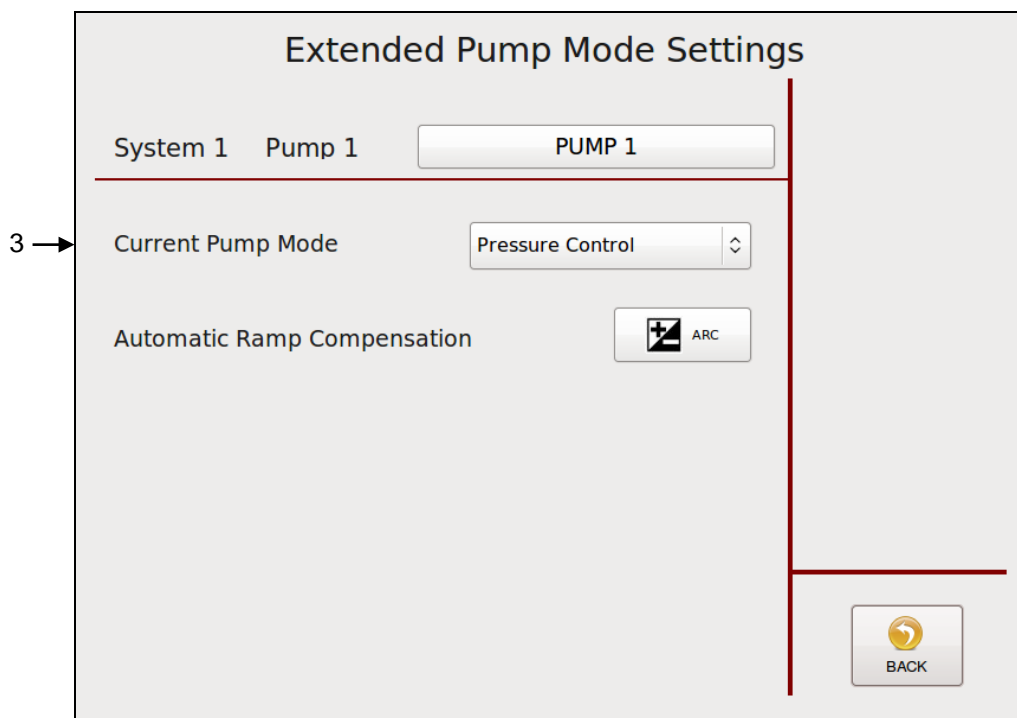 Extended Pump Mode Settings
System 1 Pump 1 PUMP 1
3 Current Pump Mode Pressure Control
Automatic Ramp Compensation ARC
BACK